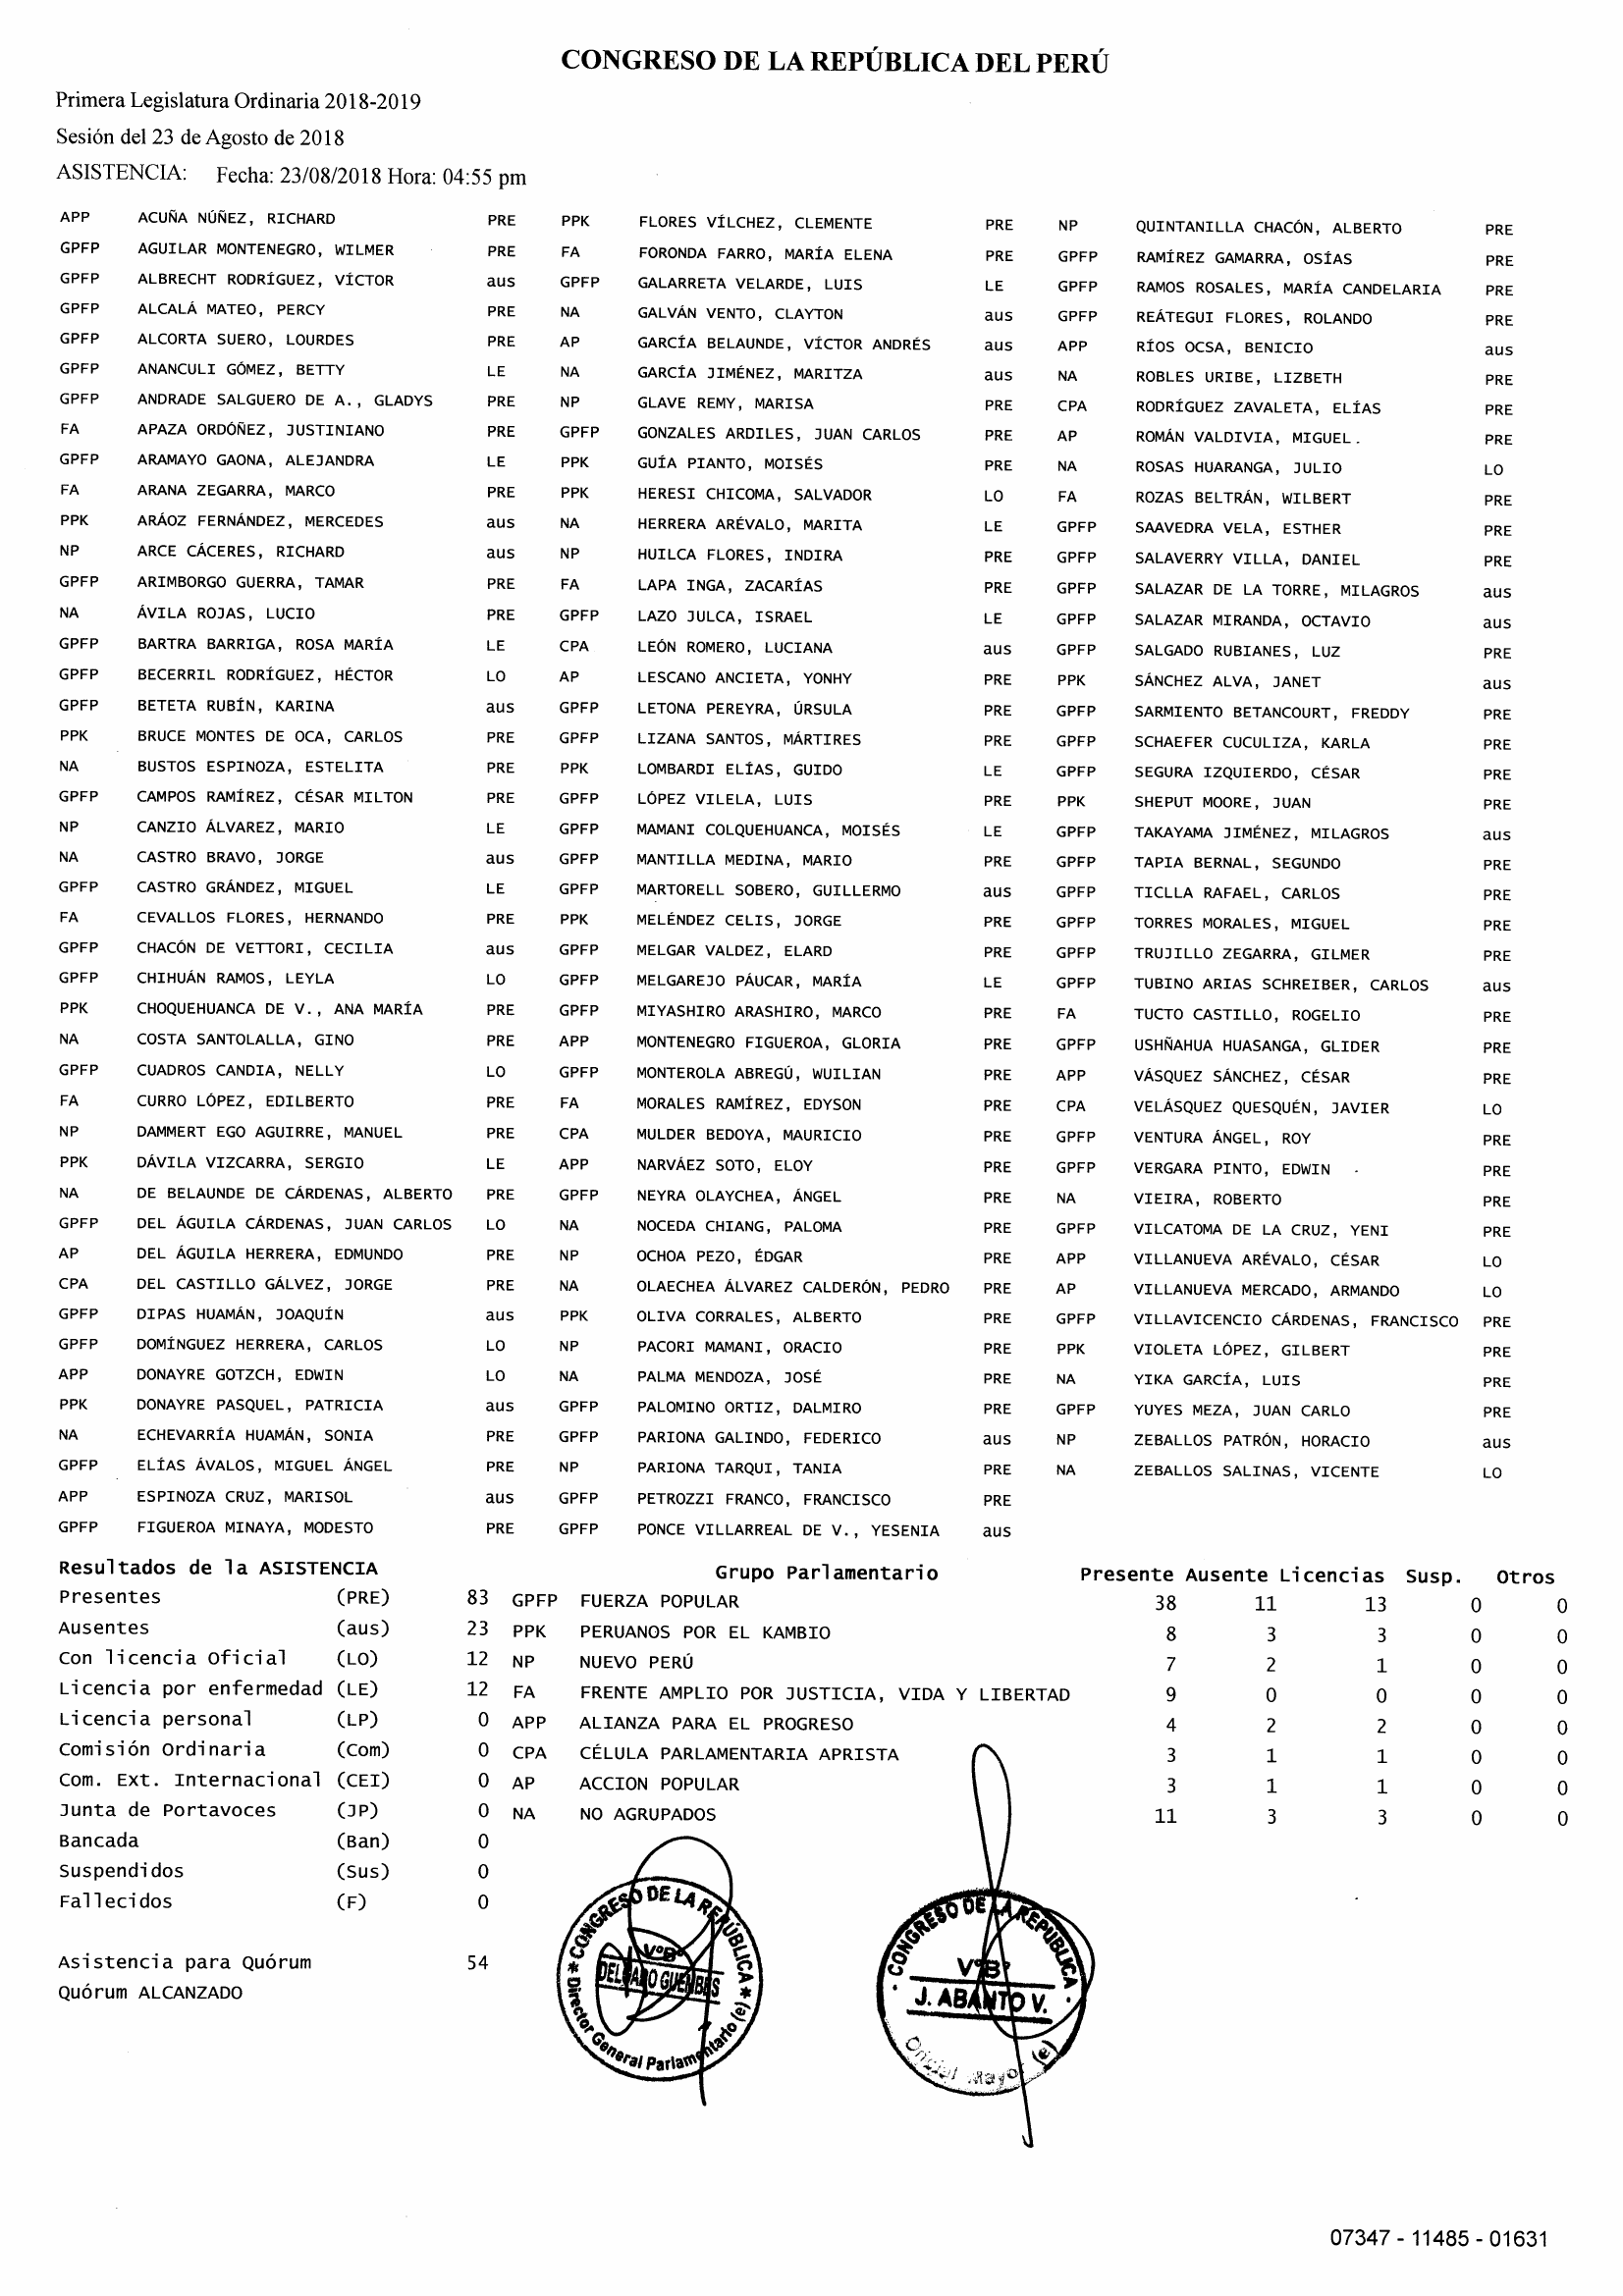 CONGRESO DE LA REPÚBLICA DEL PERÚ
Primera Legislatura Ordinaria 2018-2019
Sesión del 23 de Agosto de 2018
ASISTENCIA: Fecha: 23/08/2018 Hora: 04:55 pm
APP ACUÑA NÚÑEZ, RICHARD PRE PPK FLORES VÍLCHEZ, CLEMENTE PRE NP QUINTANILLA CHACÓN, ALBERTO PRE
GPFP AGUILAR MONTENEGRO, WILMER PRE FA FORONDA FARRO, MARÍA ELENA PRE GPFP RAMÍREZ GAMARRA, OSÍAS PRE
GPFP ALBRECHT RODRÍGUEZ, VÍCTOR aus GPFP GALARRETA VELARDE, LUIS LE GPFP RAMOS ROSALES, MARÍA CANDELARIA PRE
GPFP ALCALÁ MATEO, PERCY PRE NA GALVÁN VENTO, CLAYTON aus GPFP REÁTEGUI FLORES, ROLANDO PRE
GPFP ALCORTA SUERO, LOURDES PRE AP GARCÍA BELAUNDE, VÍCTOR ANDRÉS aus APP RÍOS OCSA, BENICIO aus
GPFP ANANCULI GÓMEZ, BETTY LE NA GARCÍA JIMÉNEZ, MARITZA aus NA ROBLES URIBE, LIZBETH PRE
GPFP ANDRADE SALGUERO DE A., GLADYS PRE NP GLAVE REMY, MARISA PRE CPA RODRÍGUEZ ZAVALETA, ELÍAS PRE
FA APAZA ORDÓÑEZ, JUSTINIANO PRE GPFP GONZALES ARDILES, JUAN CARLOS PRE AP ROMÁN VALDIVIA, MIGUEL. PRE
GPFP ARAMAYO GAONA, ALEJANDRA LE PPK GUÍA PIANTO, MOISÉS PRE NA ROSAS HUARANGA, JULIO LO
FA ARANA ZEGARRA, MARCO PRE PPK HERESI CHICOMA, SALVADOR LO FA ROZAS BELTRÁN, WILBERT PRE
PPK ARÁOZ FERNÁNDEZ, MERCEDES aus NA HERRERA ARÉVALO, MARITA LE GPFP SAAVEDRA VELA, ESTHER PRE
NP ARCE CÁCERES, RICHARD aus NP HUILCA FLORES, INDIRA PRE GPFP SALAVERRY VILLA, DANIEL PRE
GPFP ARIMBORGO GUERRA, TAMAR PRE FA LAPA INGA, ZACARÍAS PRE GPFP SALAZAR DE LA TORRE, MILAGROS aus
NA ÁVILA ROJAS, LUCIO PRE GPFP LAZO JULCA, ISRAEL LE GPFP SALAZAR MIRANDA, OCTAVIO aus
GPFP BARTRA BARRIGA, ROSA MARÍA LE CPA LEÓN ROMERO, LUCIANA aus GPFP SALGADO RUBIANES, LUZ PRE
GPFP BECERRIL RODRÍGUEZ, HÉCTOR LO AP LESCANO ANCIETA, YONHY PRE PPK SÁNCHEZ ALVA, JANET aus
GPFP BETETA RUBÍN, KARINA aus GPFP LETONA PEREYRA, ÚRSULA PRE GPFP SARMIENTO BETANCOURT, FREDDY PRE
PPK BRUCE MONTES DE OCA, CARLOS PRE GPFP LIZANA SANTOS, MÁRTIRES PRE GPFP SCHAEFER CUCULIZA, KARLA PRE
NA BUSTOS ESPINOZA, ESTELITA PRE PPK LOMBARDI ELÍAS, GUIDO LE GPFP SEGURA IZQUIERDO, CÉSAR PRE
GPFP CAMPOS RAMÍREZ, CÉSAR MILTON PRE GPFP LÓPEZ VILELA, LUIS PRE PPK SHEPUT MOORE, JUAN PRE
NP CANZIO ÁLVAREZ, MARIO LE GPFP MAMANI COLQUEHUANCA, MOISÉS LE GPFP TAKAYAMA JIMÉNEZ, MILAGROS aus
NA CASTRO BRAVO, JORGE aus GPFP MANTILLA MEDINA, MARIO PRE GPFP TAPIA BERNAL, SEGUNDO PRE
GPFP CASTRO GRÁNDEZ, MIGUEL LE GPFP MARTORELL SOBERO, GUILLERMO aus GPFP TICLLA RAFAEL, CARLOS PRE
FA CEVALLOS FLORES, HERNANDO PRE PPK MELÉNDEZ CELIS, JORGE PRE GPFP TORRES MORALES, MIGUEL PRE
GPFP CHACÓN DE VETTORI, CECILIA aus GPFP MELGAR VALDEZ, ELARD PRE GPFP TRUJILLO ZEGARRA, GILMER PRE
GPFP CHIHUÁN RAMOS, LEYLA LO GPFP MELGAREJO PÁUCAR, MARÍA LE GPFP TUBINO ARIAS SCHREIBER, CARLOS aus
PPK CHOQUEHUANCA DE V., ANA MARÍA PRE GPFP MIYASHIRO ARASHIRO, MARCO PRE FA TUCTO CASTILLO, ROGELIO PRE
NA COSTA SANTOLALLA, GINO PRE APP MONTENEGRO FIGUEROA, GLORIA PRE GPFP USHÑAHUA HUASANGA, GLIDER PRE
GPFP CUADROS CANDIA, NELLY LO GPFP MONTEROLA ABREGÚ, WUILIAN PRE APP VÁSQUEZ SÁNCHEZ, CÉSAR PRE
FA CURRO LÓPEZ, EDILBERTO PRE FA MORALES RAMÍREZ, EDYSON PRE CPA VELÁSQUEZ QUESQUÉN, JAVIER LO
NP DAMMERT EGO AGUIRRE, MANUEL PRE CPA MULDER BEDOYA, MAURICIO PRE GPFP VENTURA ÁNGEL, ROY PRE
PPK DÁVILA VIZCARRA, SERGIO LE APP NARVÁEZ SOTO, ELOY PRE GPFP VERGARA PINTO, EDWIN PRE
NA DE BELAUNDE DE CÁRDENAS, ALBERTO PRE GPFP NEYRA OLAYCHEA, ÁNGEL PRE NA VIEIRA, ROBERTO PRE
GPFP DEL ÁGUILA CÁRDENAS, JUAN CARLOS LO NA NOCEDA CHIANG, PALOMA PRE GPFP VILCATOMA DE LA CRUZ, YENI PRE
AP DEL ÁGUILA HERRERA, EDMUNDO PRE NP OCHOA PEZO, ÉDGAR PRE APP VILLANUEVA ARÉVALO, CÉSAR LO
CPA DEL CASTILLO GÁLVEZ, JORGE PRE NA OLAECHEA ÁLVAREZ CALDERÓN, PEDRO PRE AP VILLANUEVA MERCADO, ARMANDO LO
GPFP DIPAS HUAMÁN, JOAQUÍN aus PPK OLIVA CORRALES, ALBERTO PRE GPFP VILLAVICENCIO CÁRDENAS, FRANCISCO PRE
GPFP DOMÍNGUEZ HERRERA, CARLOS LO NP PACORI MAMANI, ORACIO PRE PPK VIOLETA LÓPEZ, GILBERT PRE
APP DONAYRE GOTZCH, EDWIN LO NA PALMA MENDOZA, JOSÉ PRE NA YIKA GARCÍA, LUIS PRE
PPK DONAYRE PASQUEL, PATRICIA aus GPFP PALOMINO ORTIZ, DALMIRO PRE GPFP YUYES MEZA, JUAN CARLO PRE
NA ECHEVARRÍA HUAMÁN, SONIA PRE GPFP PARIONA GALINDO, FEDERICO aus NP ZEBALLOS PATRÓN, HORACIO aus
GPFP ELÍAS ÁVALOS, MIGUEL ÁNGEL PRE NP PARIONA TARQUI, TANIA PRE NA ZEBALLOS SALINAS, VICENTE LO
APP ESPINOZA CRUZ, MARISOL aus GPFP PETROZZI FRANCO, FRANCISCO PRE
GPFP FIGUEROA MINAYA, MODESTO PRE GPFP PONCE VILLARREAL DE V., YESENIA aus
Resultados de la ASISTENCIA Grupo Parlamentario Presente Ausente Licencias Susp. Otros
Presentes (PRE) 83 GPFP FUERZA POPULAR 38 11 13 0 0
Ausentes (aus) 23 PPK PERUANOS POR EL KAMBIO 8 3 3 0 0
Con licencia Oficial (LO) 12 NP NUEVO PERÚ 7 2 1 0 0
Licencia por enfermedad (LE) 12 FA FRENTE AMPLIO POR JUSTICIA, VIDA Y LIBERTAD 9 0 0 0 0
Licencia personal (LP) 0 APP ALIANZA PARA EL PROGRESO 4 2 2 0 0
Comisión Ordinaria (Com) 0 CPA CÉLULA PARLAMENTARIA APRISTA 3 1 1 0 0
Com. Ext. Internacional (CEI) 0 AP ACCION POPULAR 3 1 1 0 0
Junta de Portavoces (JP) 0 NA NO AGRUPADOS 11 3 3 0 0
Bancada (Ban) 0
Suspendidos (Sus) 0
Fallecidos (F) 0
Asistencia para Quórum 54
Quórum ALCANZADO
* CONGRESO DE LA REPÚBLICA *
V°B°
Director General Parlamentario (e)
CONGRESO DE LA REPUBLICA
V°B°
J. ABANTO V.
Oficial Mayor (e)
07347 - 11485 - 01631